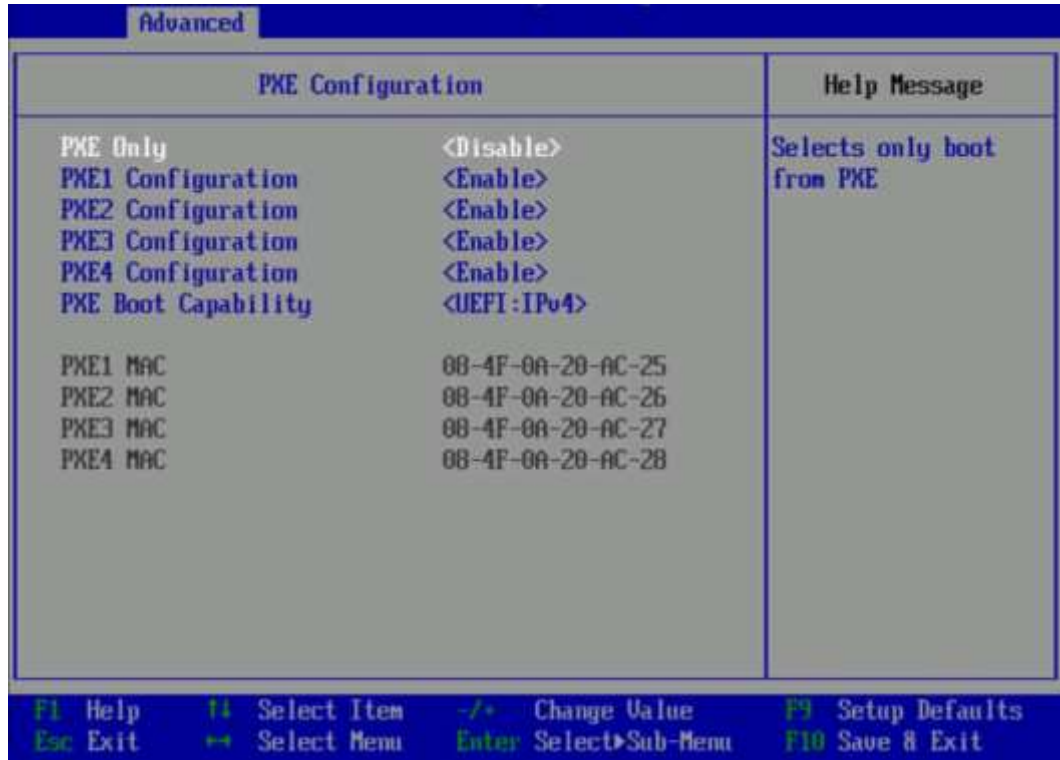 Advanced
PXE Configuration
Help Message
PXE Only <Disable>
PXE1 Configuration <Enable>
PXE2 Configuration <Enable>
PXE3 Configuration <Enable>
PXE4 Configuration <Enable>
PXE Boot Capability <UEFI:IPv4>
PXE1 MAC 08-4F-0A-20-AC-25
PXE2 MAC 08-4F-0A-20-AC-26
PXE3 MAC 08-4F-0A-20-AC-27
PXE4 MAC 08-4F-0A-20-AC-28
Selects only boot
from PXE
F1 Help ↑↓ Select Item -/+ Change Value F9 Setup Defaults
Esc Exit ←→ Select Menu Enter Select▶Sub-Menu F10 Save & Exit